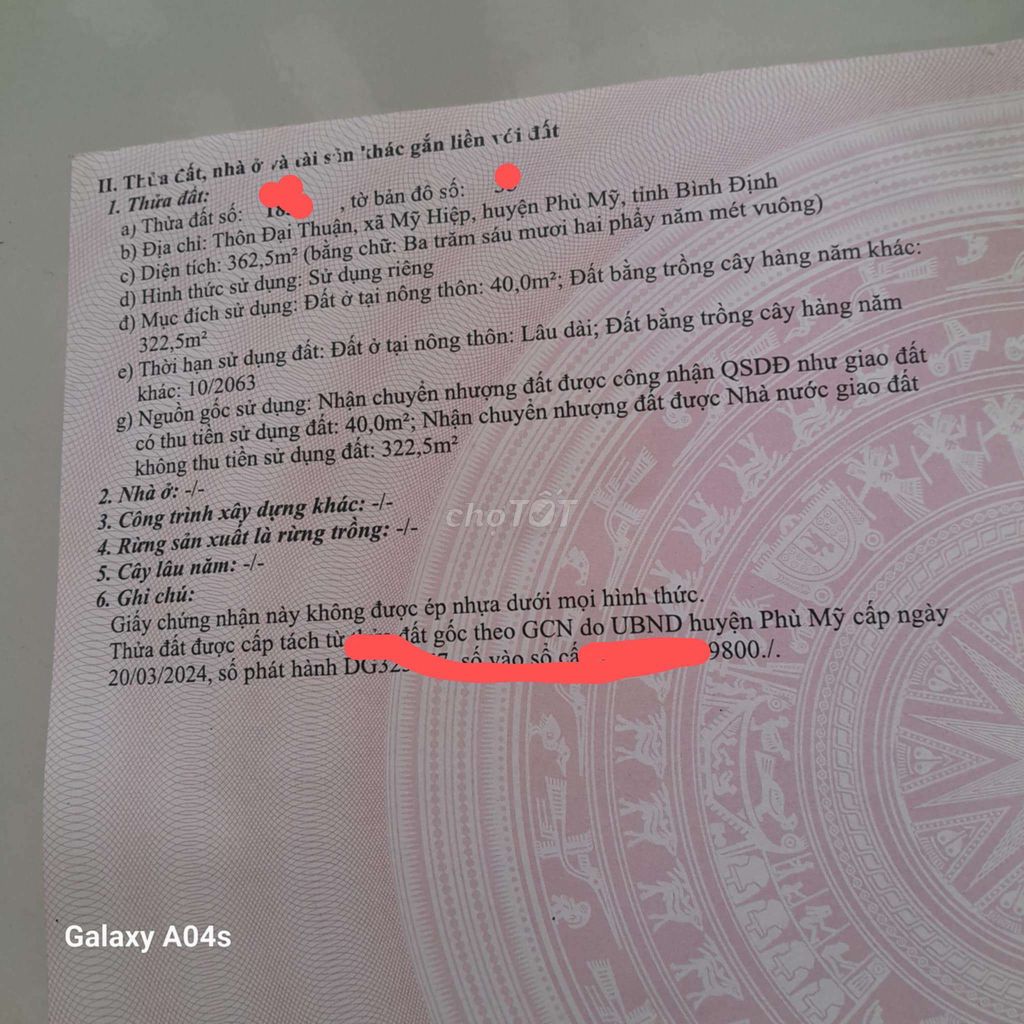 II. Thửa đất, nhà ở và tài sản khác gắn liền với đất
1. Thửa đất:
a) Thửa đất số: , tờ bản đồ số:
b) Địa chỉ: Thôn Đại Thuận, xã Mỹ Hiệp, huyện Phù Mỹ, tỉnh Bình Định
c) Diện tích: 362,5m² (bằng chữ: Ba trăm sáu mươi hai phẩy năm mét vuông)
d) Hình thức sử dụng: Sử dụng riêng
đ) Mục đích sử dụng: Đất ở tại nông thôn: 40,0m²; Đất bằng trồng cây hàng năm khác:
322,5m²
e) Thời hạn sử dụng đất: Đất ở tại nông thôn: Lâu dài; Đất bằng trồng cây hàng năm
khác: 10/2063
g) Nguồn gốc sử dụng: Nhận chuyển nhượng đất được công nhận QSDĐ như giao đất
có thu tiền sử dụng đất: 40,0m²; Nhận chuyển nhượng đất được Nhà nước giao đất
không thu tiền sử dụng đất: 322,5m²
2. Nhà ở: -/-
3. Công trình xây dựng khác: -/-
4. Rừng sản xuất là rừng trồng: -/-
5. Cây lâu năm: -/-
6. Ghi chú:
Giấy chứng nhận này không được ép nhựa dưới mọi hình thức.
Thửa đất được cấp tách từ thửa đất gốc theo GCN do UBND huyện Phù Mỹ cấp ngày
20/03/2024, số phát hành số vào sổ 9800./.
chợTỐT
Galaxy A04s